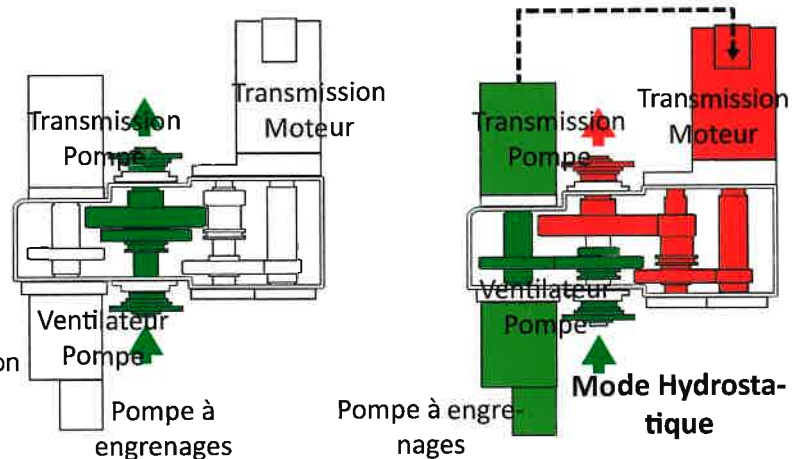 Transmission
Pompe
Transmission
Moteur
Ventilateur
Pompe
on
Pompe à
engrenages
Transmission
Pompe
Transmission
Moteur
Ventilateur
Pompe
Pompe à engre-
nages
Mode Hydrosta-
tique